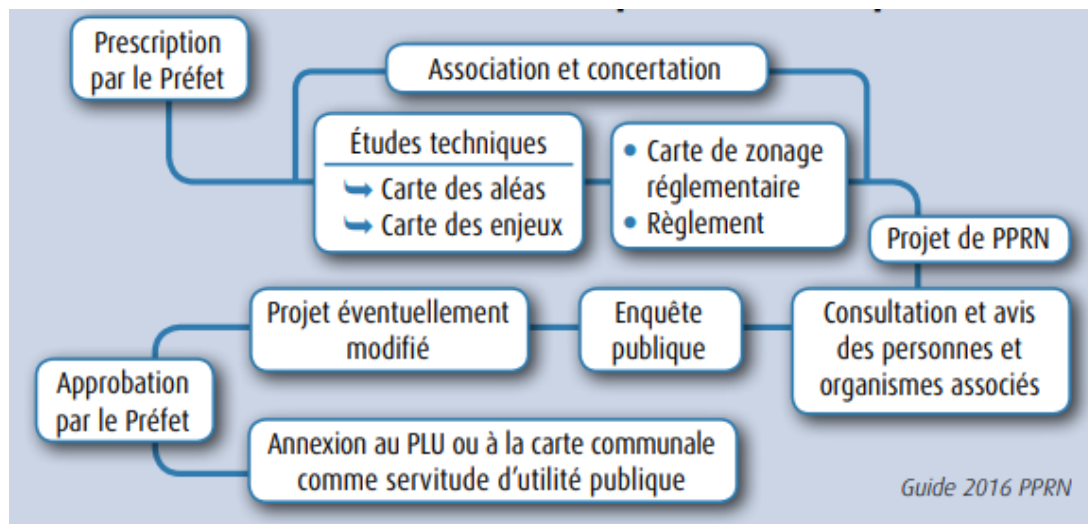 Prescription
par le Préfet
Association et concertation
Études techniques
➥ Carte des aléas
➥ Carte des enjeux
• Carte de zonage
réglementaire
• Règlement
Projet de PPRN
Consultation et avis
des personnes et
organismes associés
Enquête
publique
Projet éventuellement
modifié
Approbation
par le Préfet
Annexion au PLU ou à la carte communale
comme servitude d'utilité publique
Guide 2016 PPRN